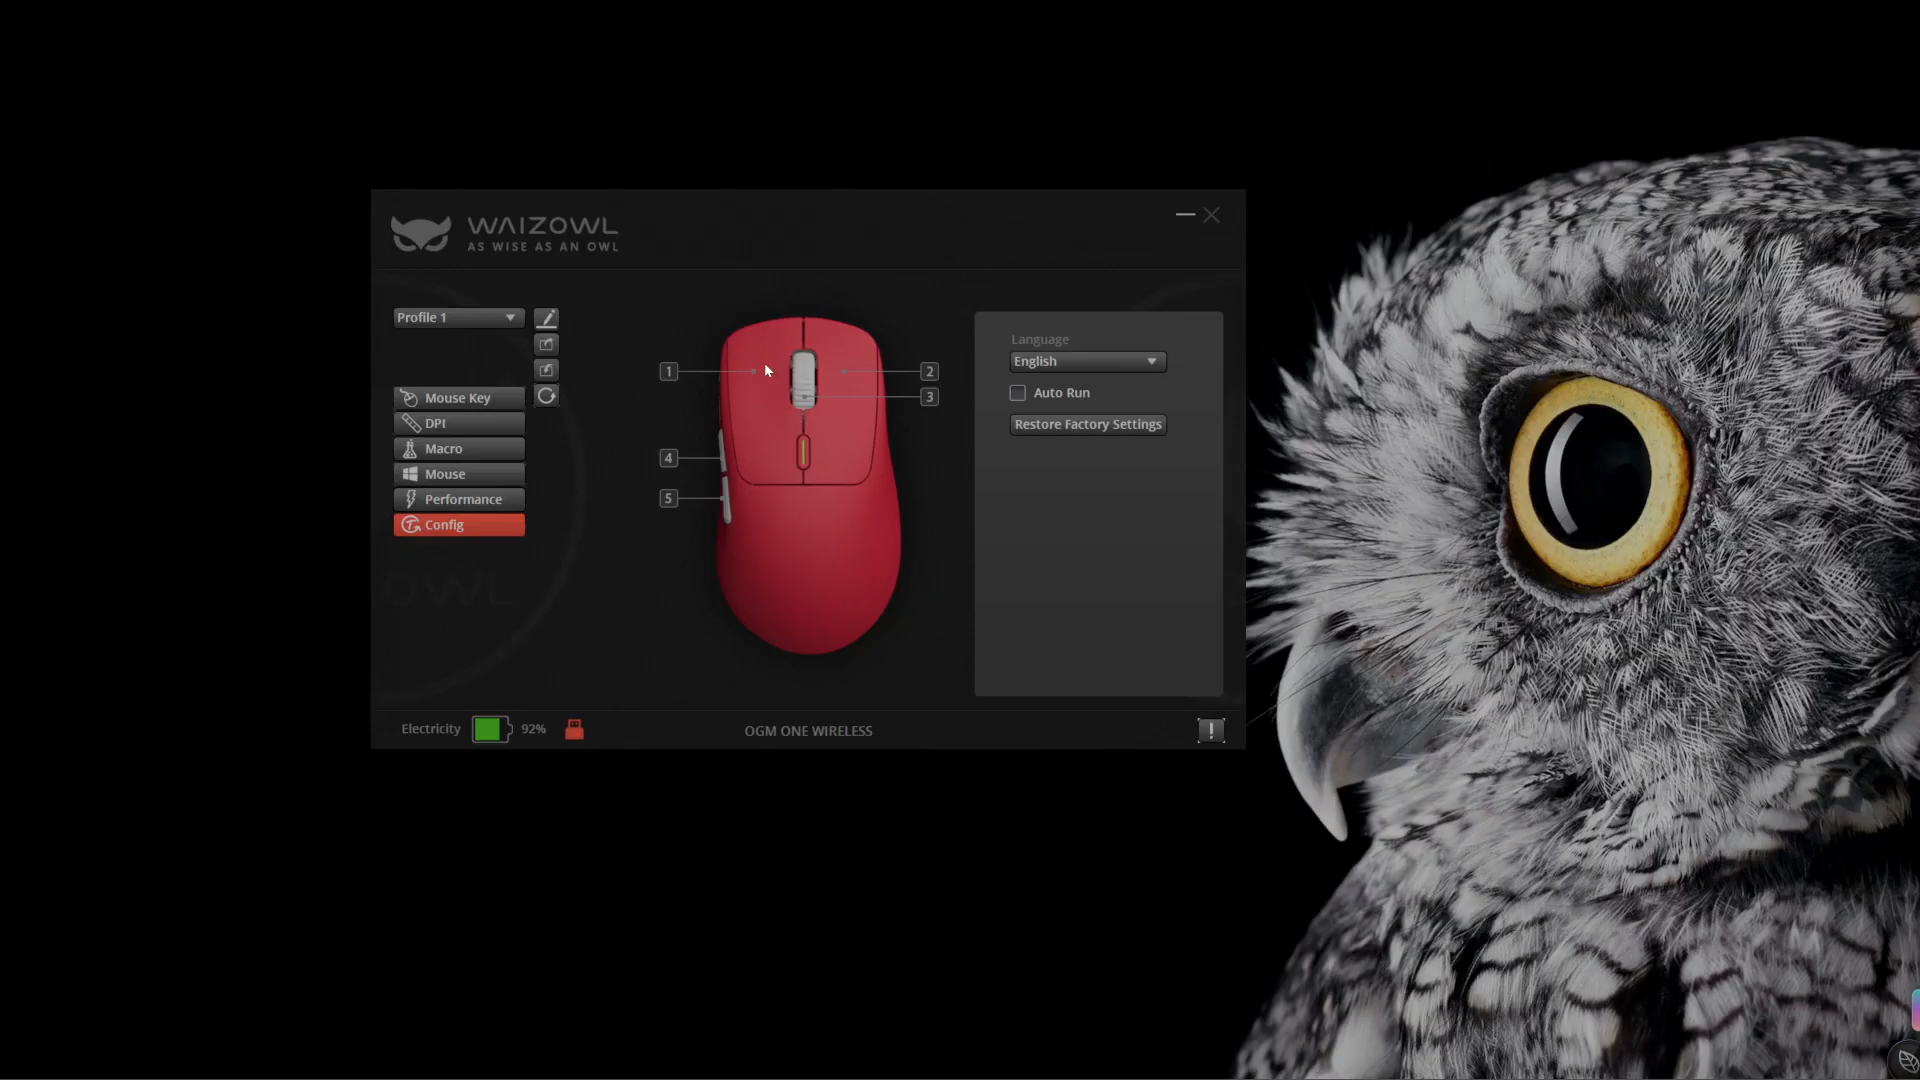 WAIZOWL
AS WISE AS AN OWL
Profile 1
Mouse Key
DPI
Macro
Mouse
Performance
Config
OWL
1
2
3
4
5
Language
English
Auto Run
Restore Factory Settings
Electricity
92%
OGM ONE WIRELESS
!